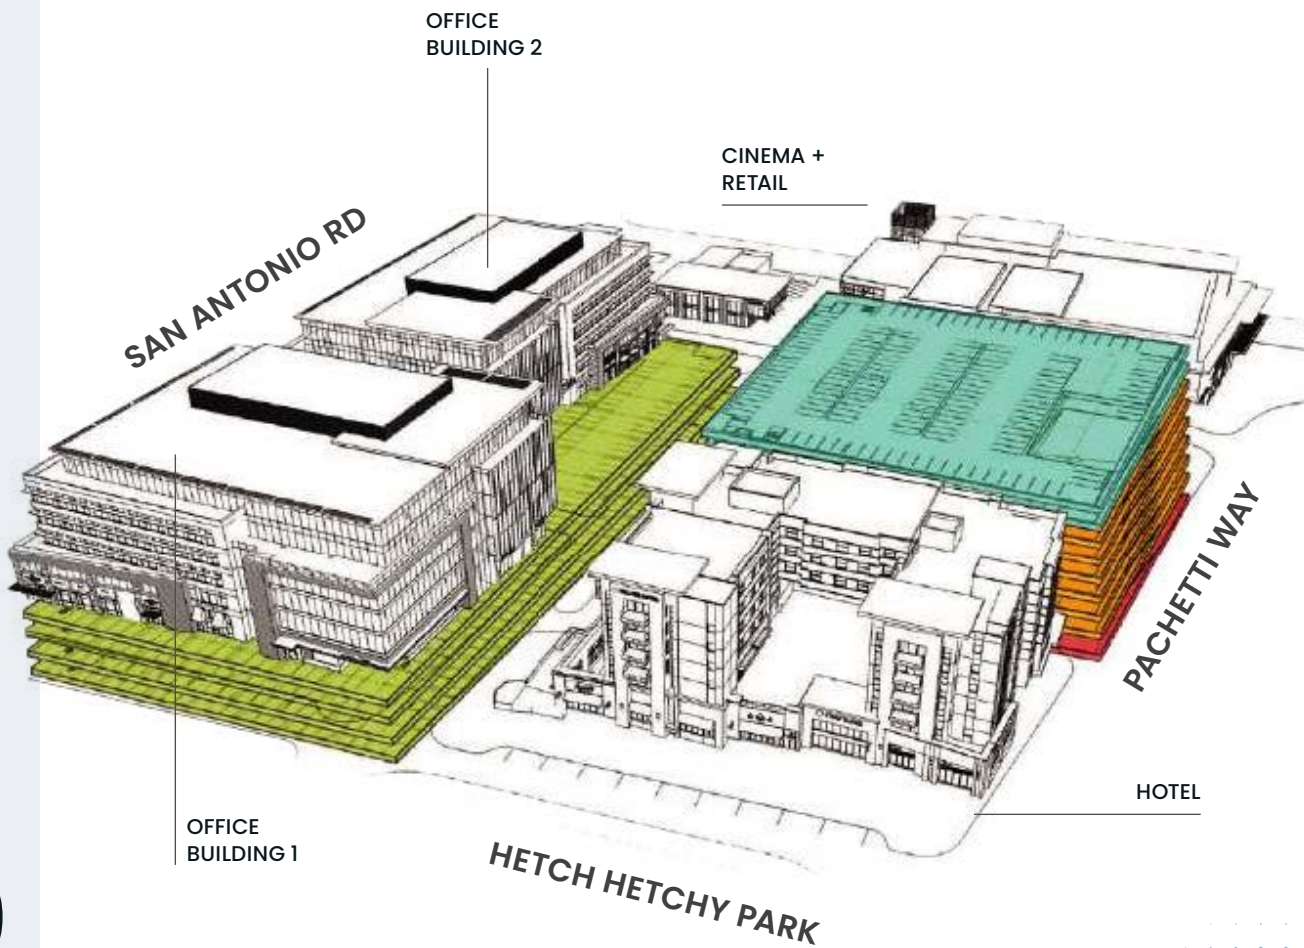 OFFICE
BUILDING 2
CINEMA +
RETAIL
SAN ANTONIO RD
PACHETTI WAY
HOTEL
OFFICE
BUILDING 1
HETCH HETCHY PARK